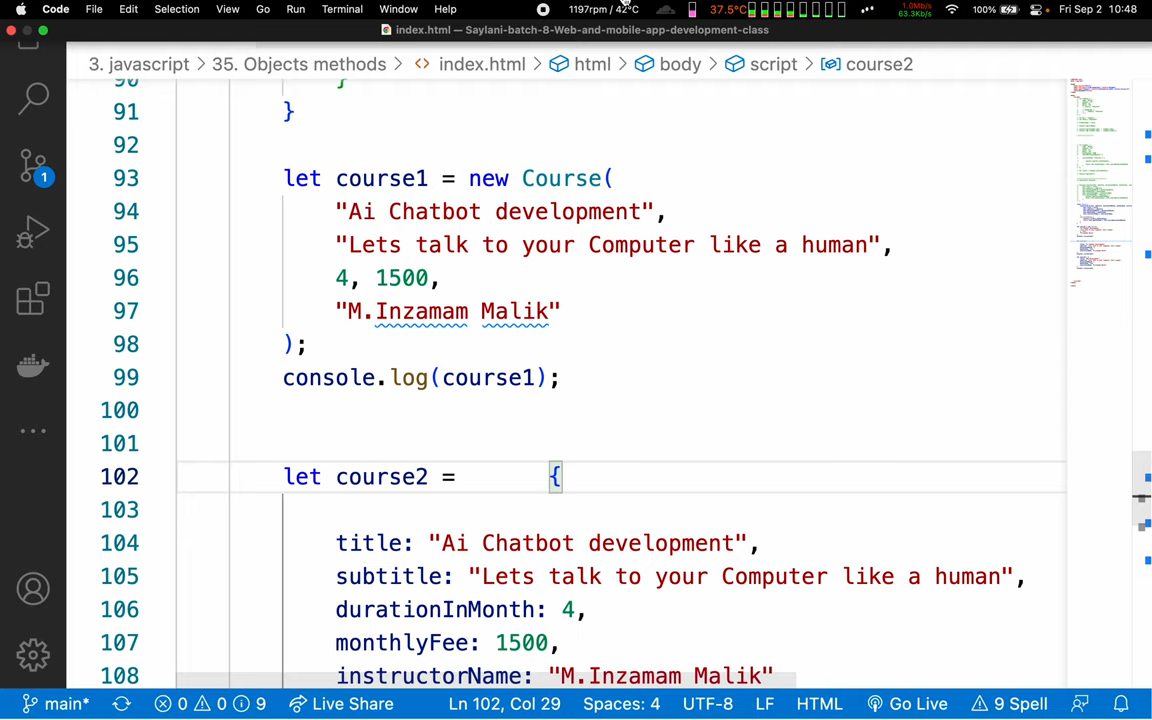 Code File Edit Selection View Go Run Terminal Window Help 1197rpm / 42°C 37.5°C 1.0Mb/s 63.3Kb/s 100% Fri Sep 2 10:48
index.html — Saylani-batch-8-Web-and-mobile-app-development-class
3. javascript > 35. Objects methods > <> index.html > html > body > script > course2
90 }
91 }
92
93 let course1 = new Course(
94 "Ai Chatbot development",
95 "Lets talk to your Computer like a human",
96 4, 1500,
97 "M.Inzamam Malik"
98 );
99 console.log(course1);
100
101
102 let course2 = {
103
104 title: "Ai Chatbot development",
105 subtitle: "Lets talk to your Computer like a human",
106 durationInMonth: 4,
107 monthlyFee: 1500,
108 instructorName: "M.Inzamam Malik"
1
main* 0 0 9 Live Share Ln 102, Col 29 Spaces: 4 UTF-8 LF HTML Go Live 9 Spell